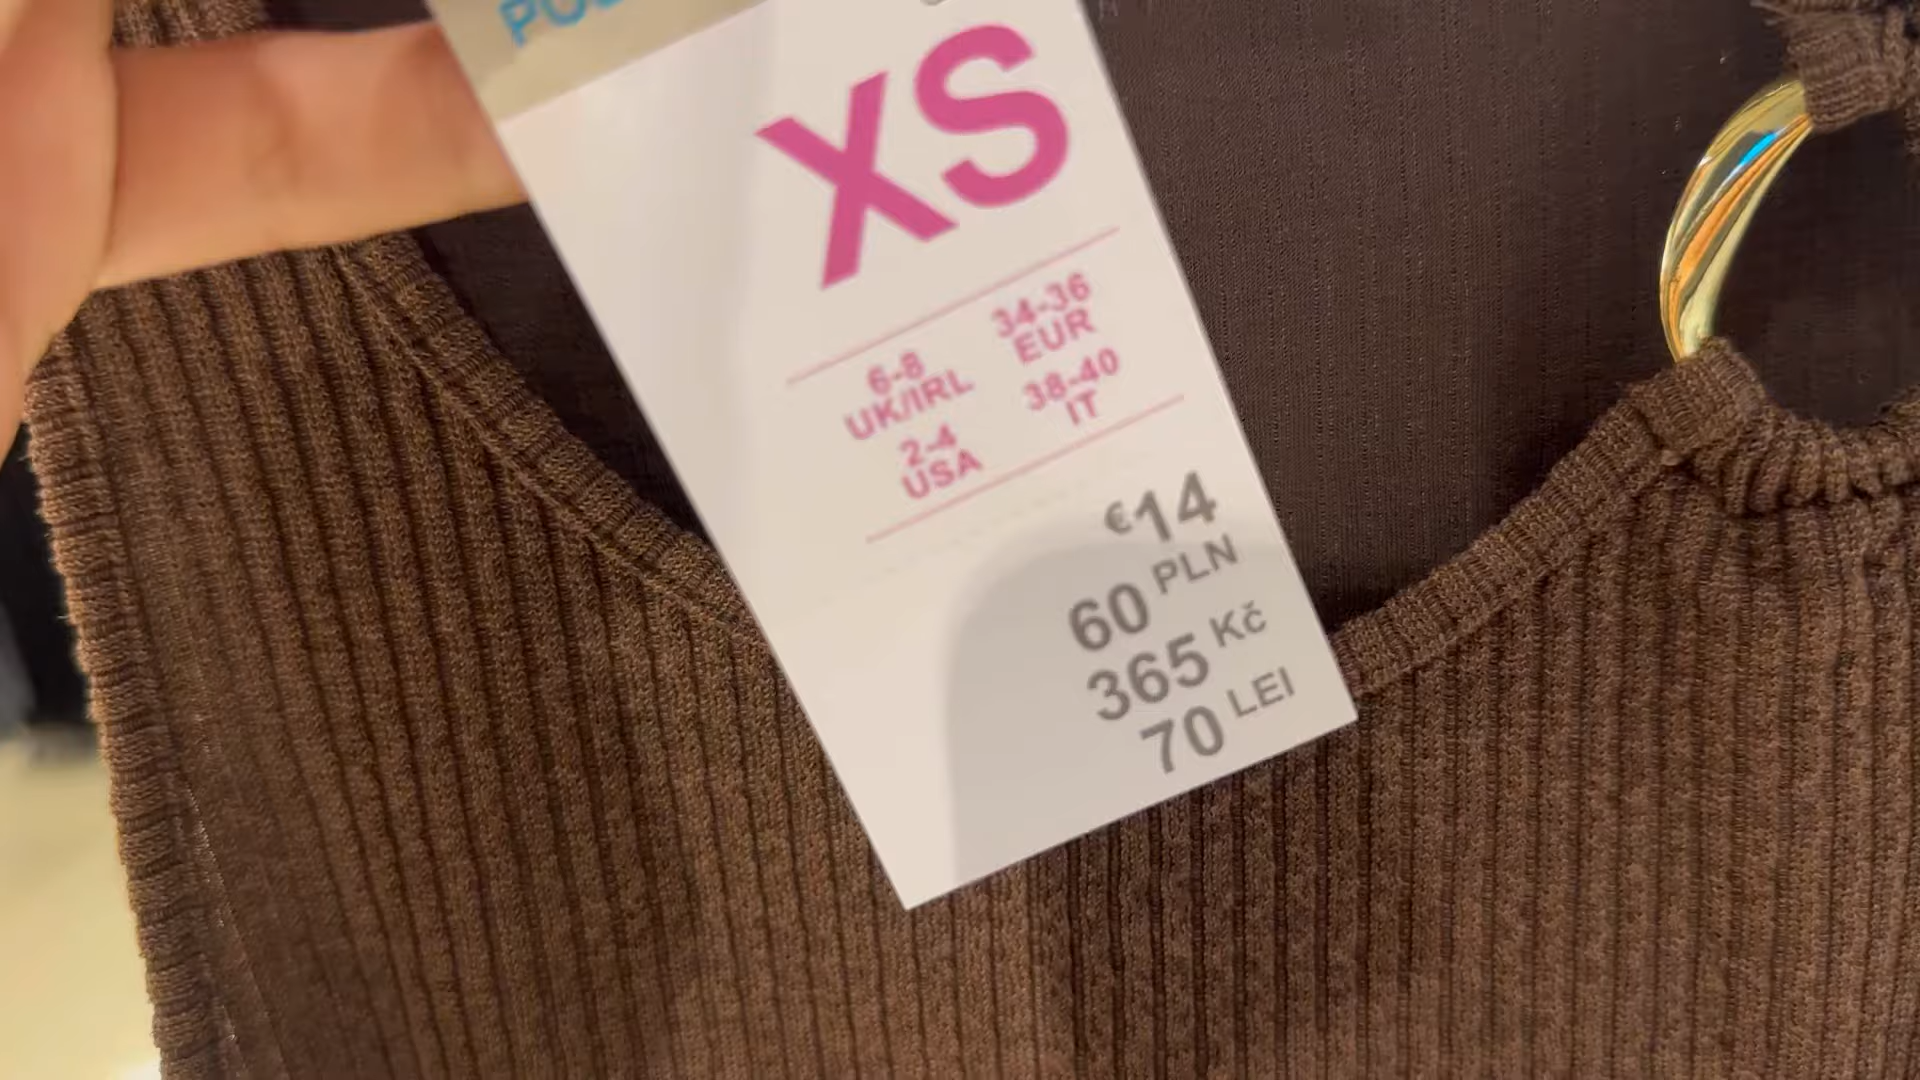 XS
6-8
UK/IRL
34-36
EUR
2-4
USA
38-40
IT
€14
60 PLN
365 Kč
70 LEI